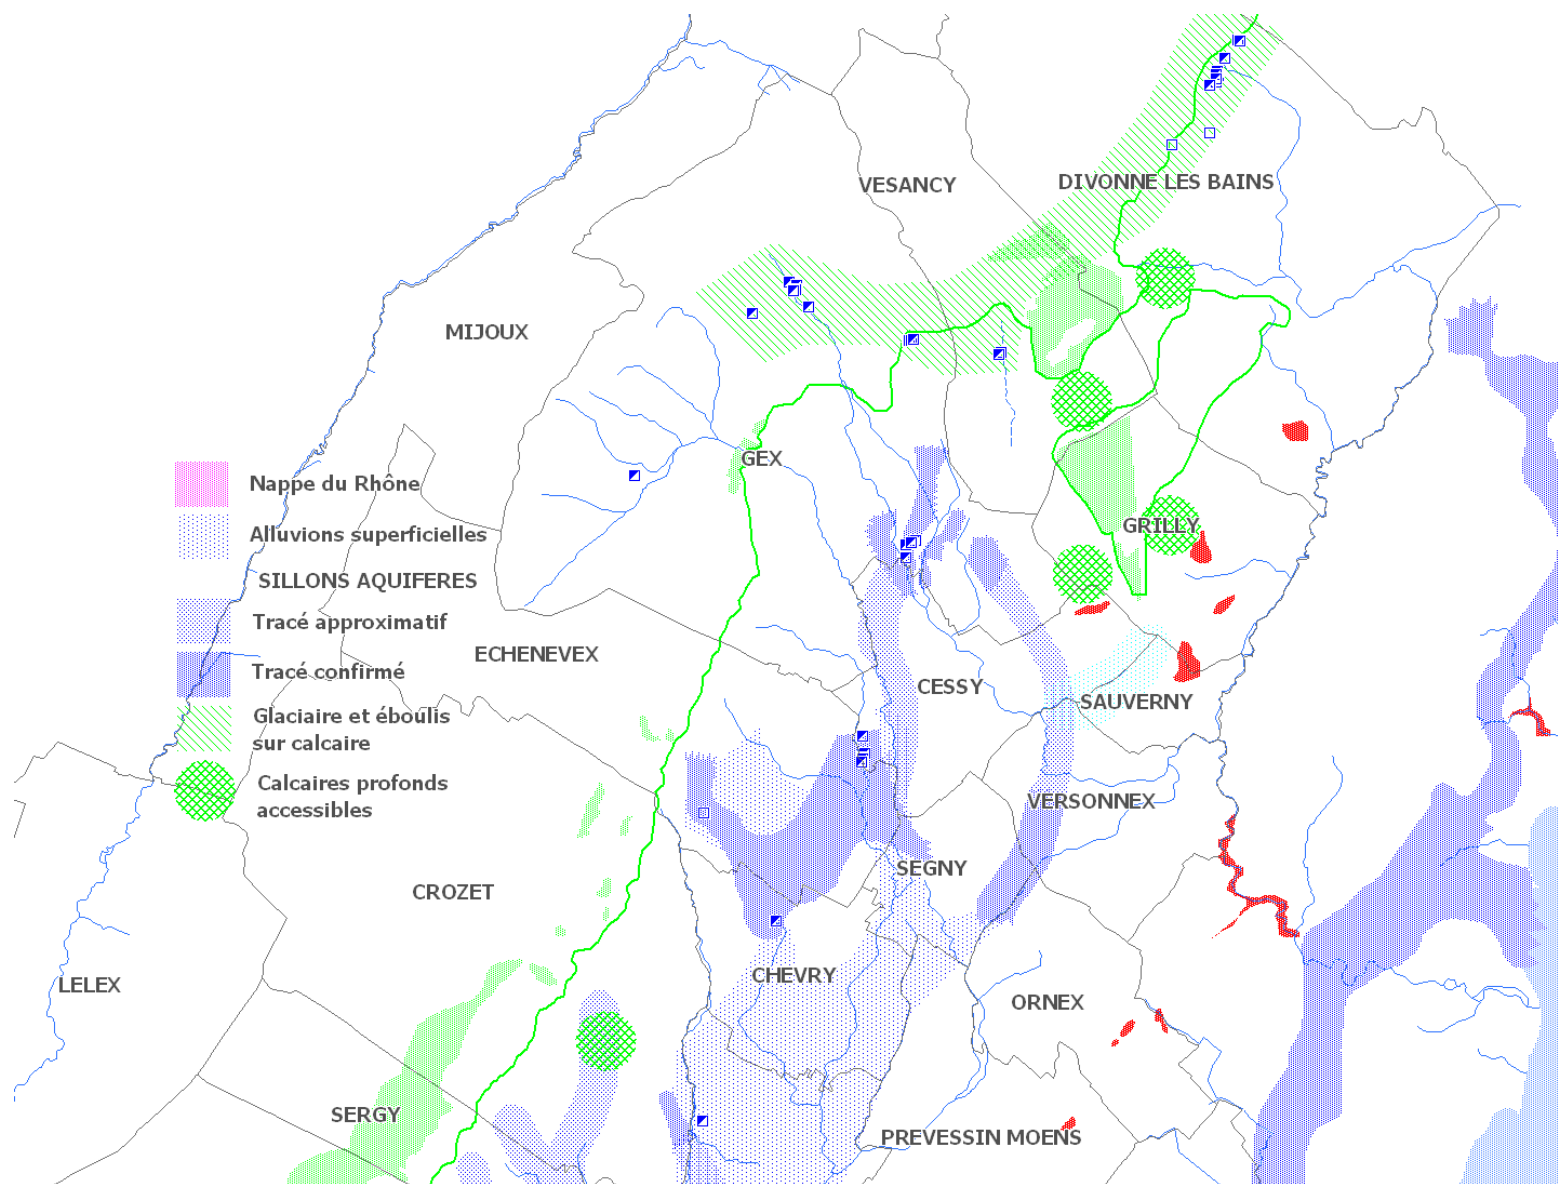 VESANCY
DIVONNE LES BAINS
MIJOUX
GEX
Nappe du Rhône
Alluvions superficielles
GRILLY
SILLONS AQUIFERES
Tracé approximatif
ECHENEVEX
Tracé confirmé
CESSY
SAUVERNY
Glaciaire et éboulis
sur calcaire
Calcaires profonds
accessibles
VERSONNEX
SEGNY
CROZET
CHEVRY
LELEX
ORNEX
SERGY
PREVESSIN MOENS